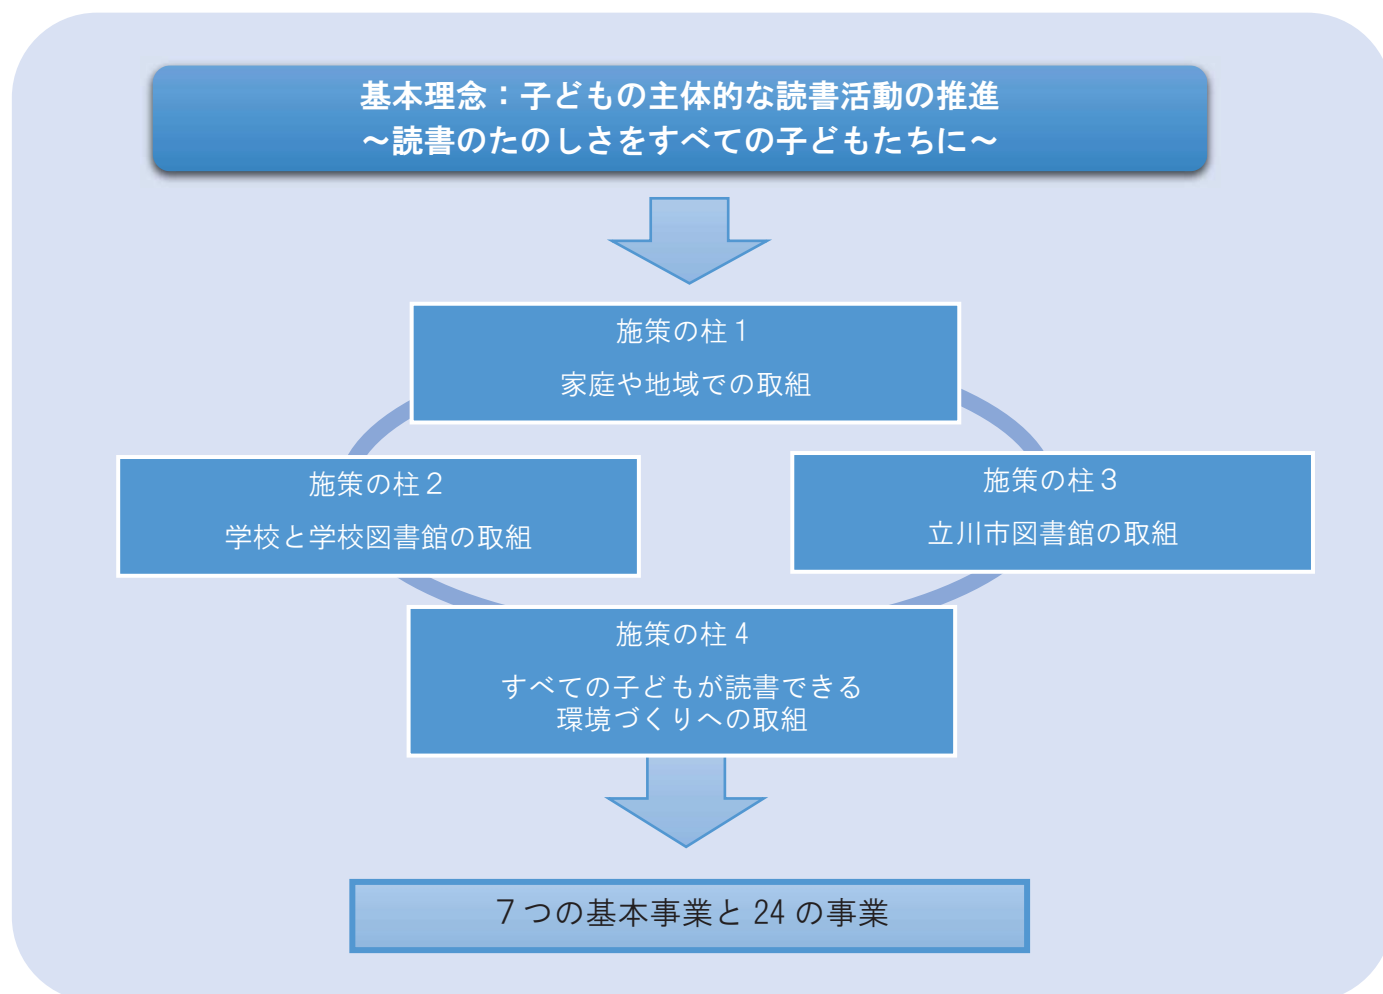 基本理念：子どもの主体的な読書活動の推進
～読書のたのしさをすべての子どもたちに～
施策の柱１
家庭や地域での取組
施策の柱２
学校と学校図書館の取組
施策の柱３
立川市図書館の取組
施策の柱４
すべての子どもが読書できる
環境づくりへの取組
７つの基本事業と 24 の事業